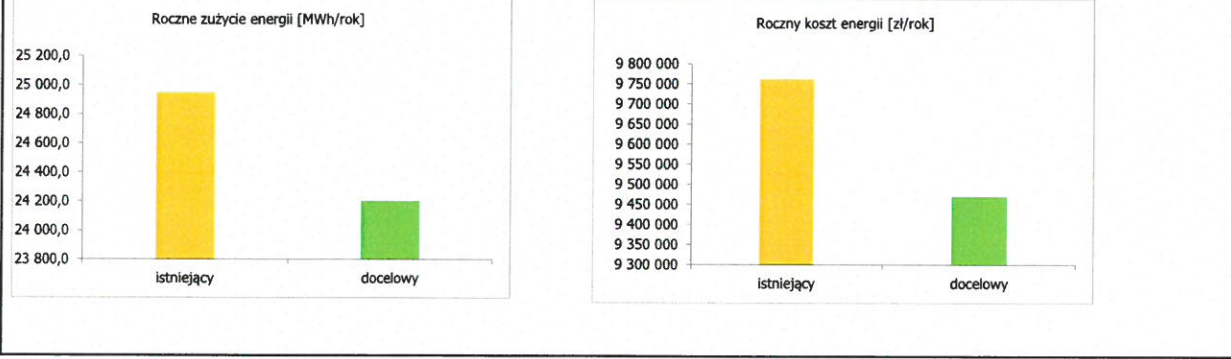 Roczne zużycie energii [MWh/rok]
25 200,0
25 000,0
24 800,0
24 600,0
24 400,0
24 200,0
24 000,0
23 800,0
istniejący docelowy
Roczny koszt energii [zł/rok]
9 800 000
9 750 000
9 700 000
9 650 000
9 600 000
9 550 000
9 500 000
9 450 000
9 400 000
9 350 000
9 300 000
istniejący docelowy